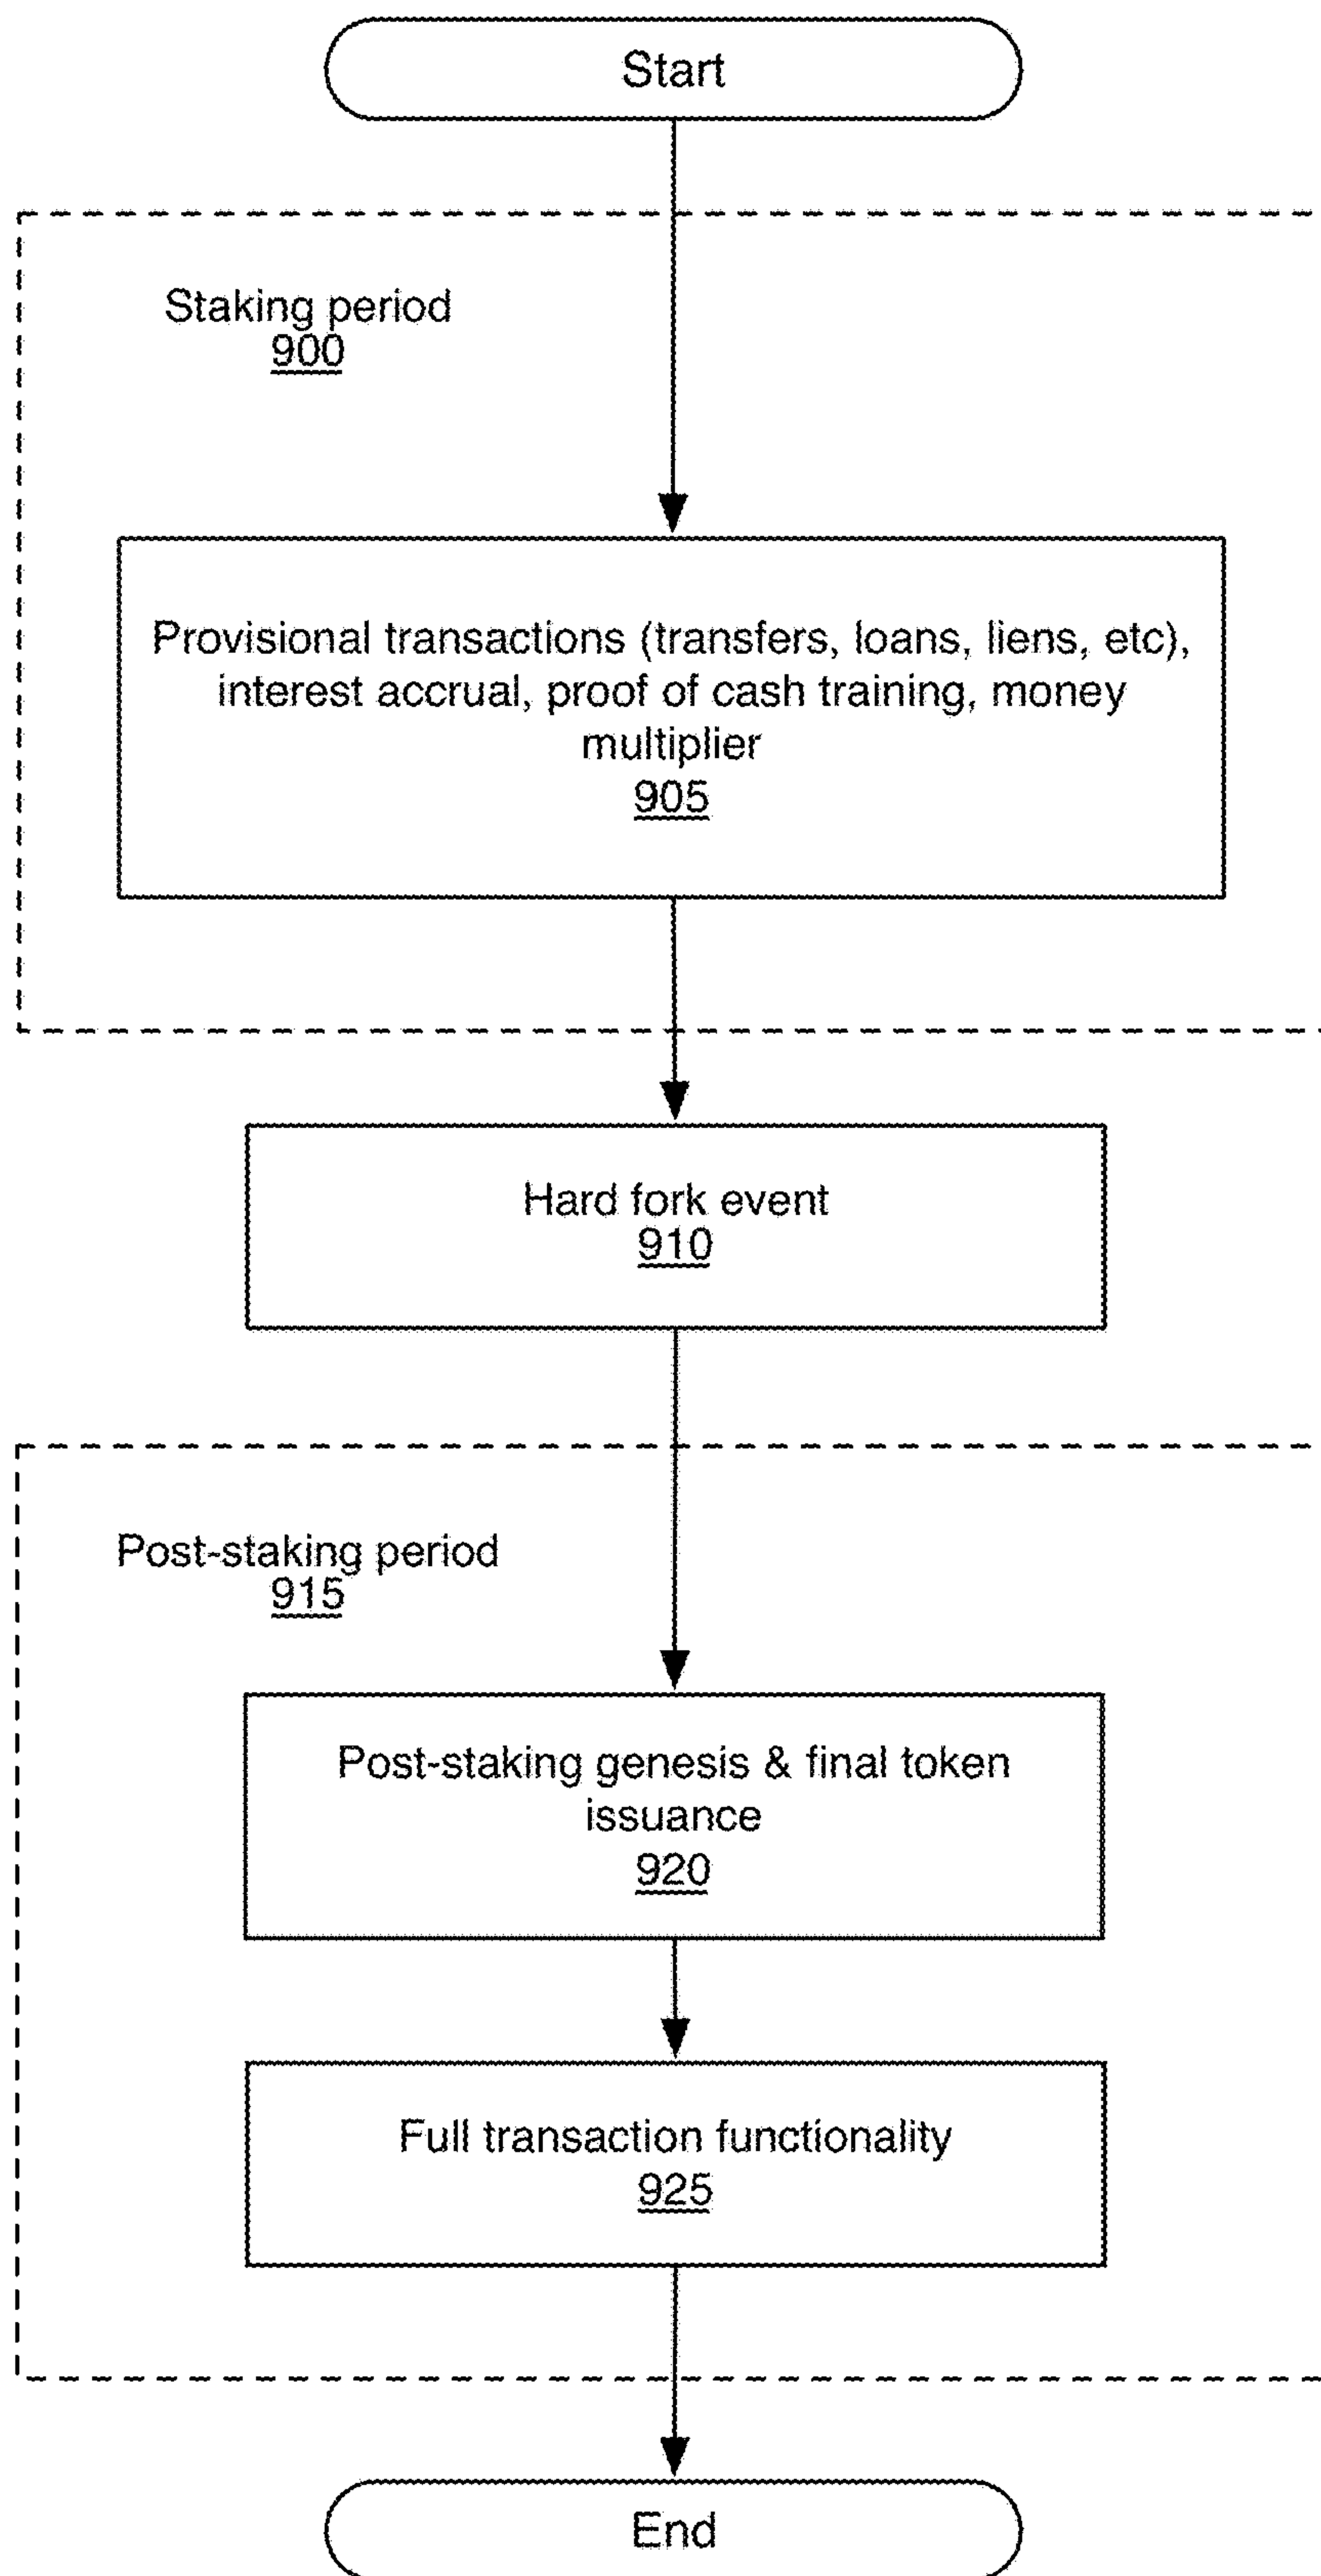 Start
Staking period
900
Provisional transactions (transfers, loans, liens, etc),
interest accrual, proof of cash training, money
multiplier
905
Hard fork event
910
Post-staking period
915
Post-staking genesis & final token
issuance
920
Full transaction functionality
925
End